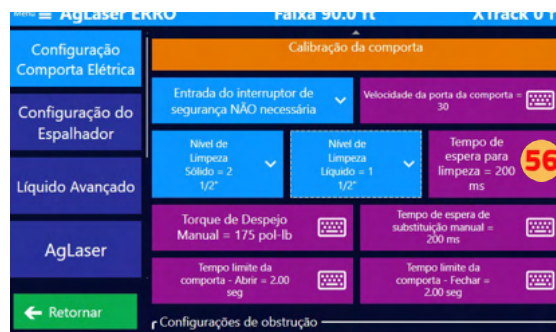 Menu ☰ AgLaser ERRO Faixa 90.0 ft XTrack 0 f
Configuração
Comporta Elétrica
Configuração do
Espalhador
Líquido Avançado
AgLaser
Retornar
Calibração da comporta
Entrada do interruptor de
segurança NÃO necessária
Velocidade da porta da comporta =
30
Nível de
Limpeza
Sólido = 2
1/2"
Nível de
Limpeza
Líquido = 1
1/2"
Tempo de
espera para
limpeza = 200
ms
56
Torque de Despejo
Manual = 175 pol-lb
Tempo de espera de
substituição manual =
200 ms
Tempo limite da
comporta - Abrir = 2.00
seg
Tempo limite da
comporta - Fechar =
2.00 seg
Configurações de obstrução